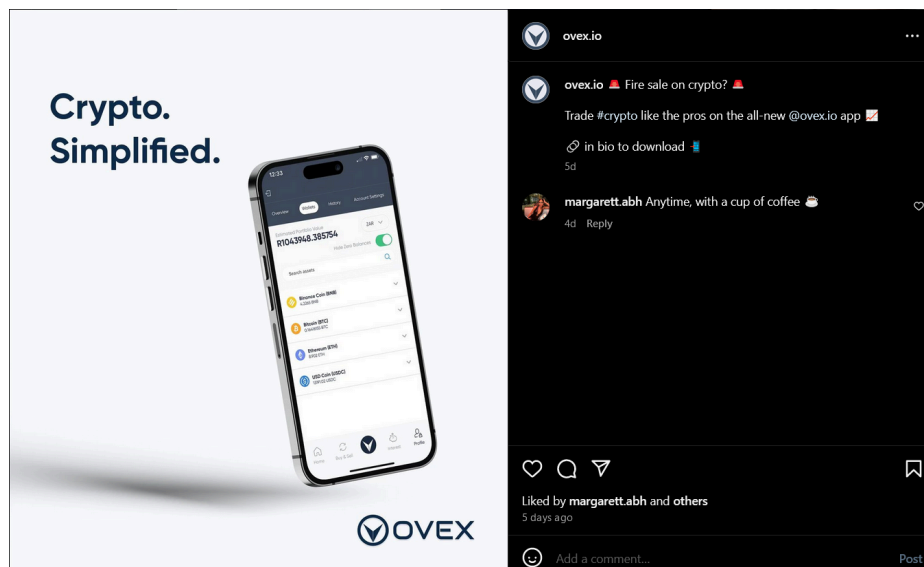 Crypto.
Simplified.
12:33
Overview Wallets History Account Settings
Estimated Portfolio Value
ZAR
R1043948.385754
Hide Zero Balances
Search assets
Binance Coin (BNB)
Bitcoin (BTC)
Ethereum (ETH)
USD Coin (USDC)
Home Buy & Sell Interest Profile
OVEX
ovex.io
ovex.io 🚨 Fire sale on crypto? 🚨
Trade #crypto like the pros on the all-new @ovex.io app 📈
🔗 in bio to download 📲
5d
margarett.abh Anytime, with a cup of coffee ☕
4d Reply
Liked by margarett.abh and others
5 days ago
Add a comment... Post